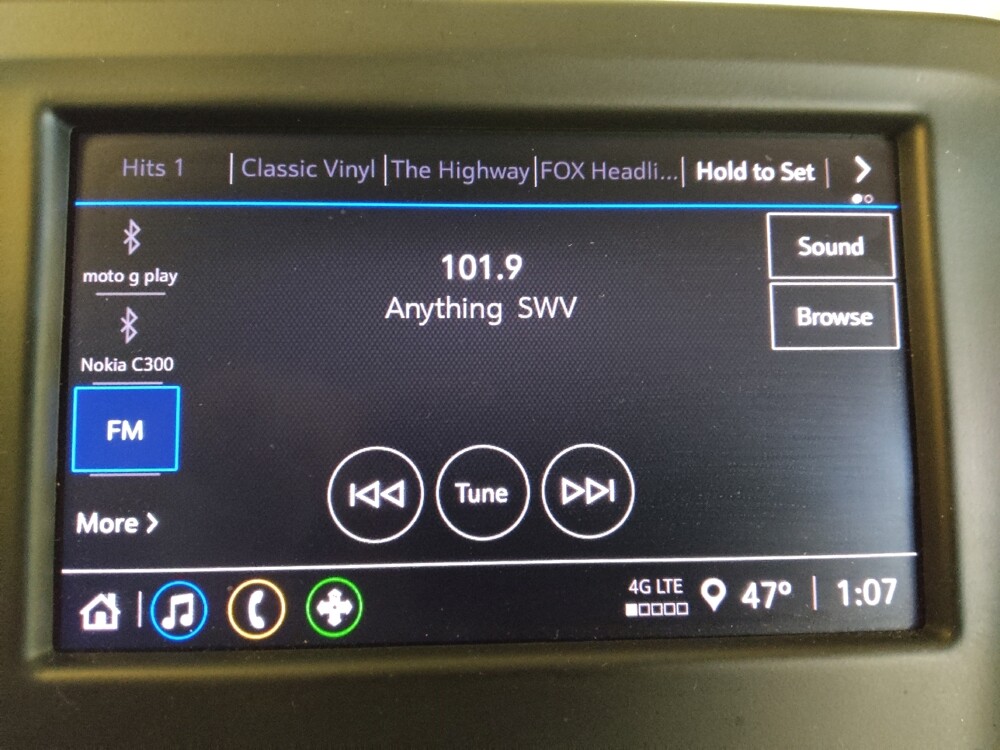 Hits 1 | Classic Vinyl | The Highway | FOX Headli... | Hold to Set |
moto g play
Nokia C300
FM
More
101.9
Anything SWV
Sound
Browse
Tune
4G LTE
47° | 1:07